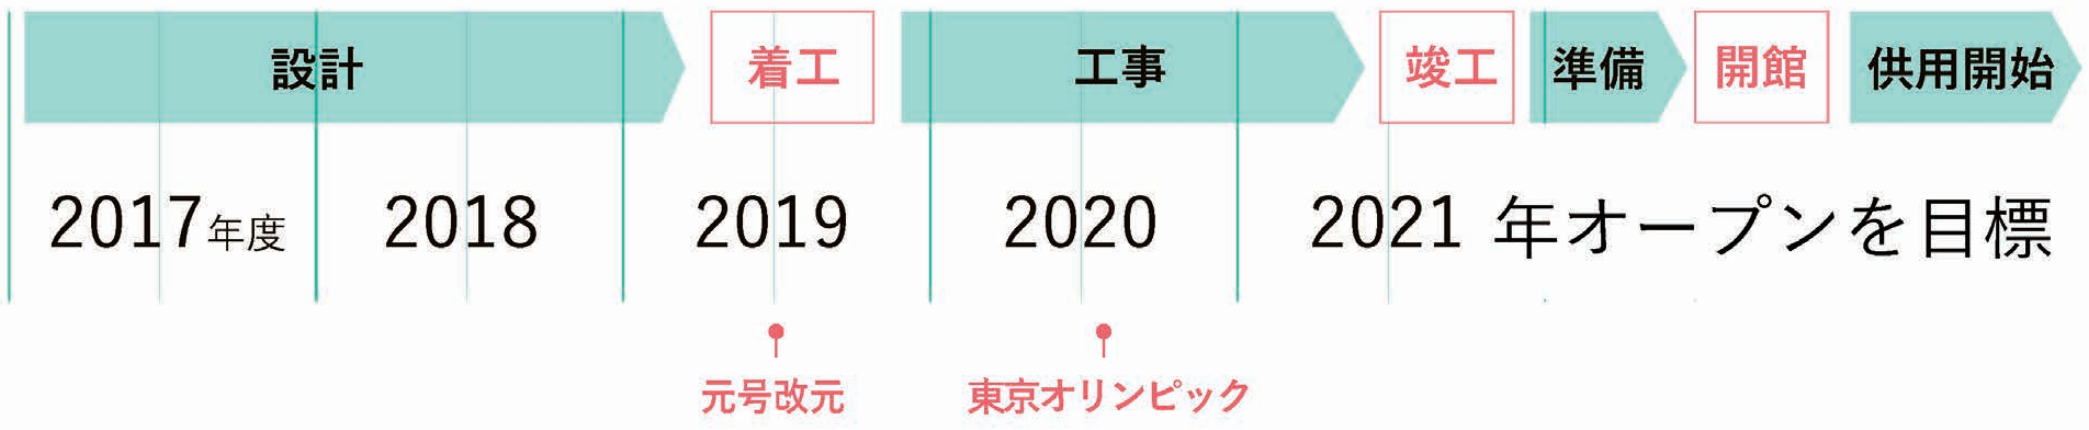 設計 着工 工事 竣工 準備 開館 供用開始
2017年度 2018 2019 2020 2021 年オープンを目標
元号改元 東京オリンピック